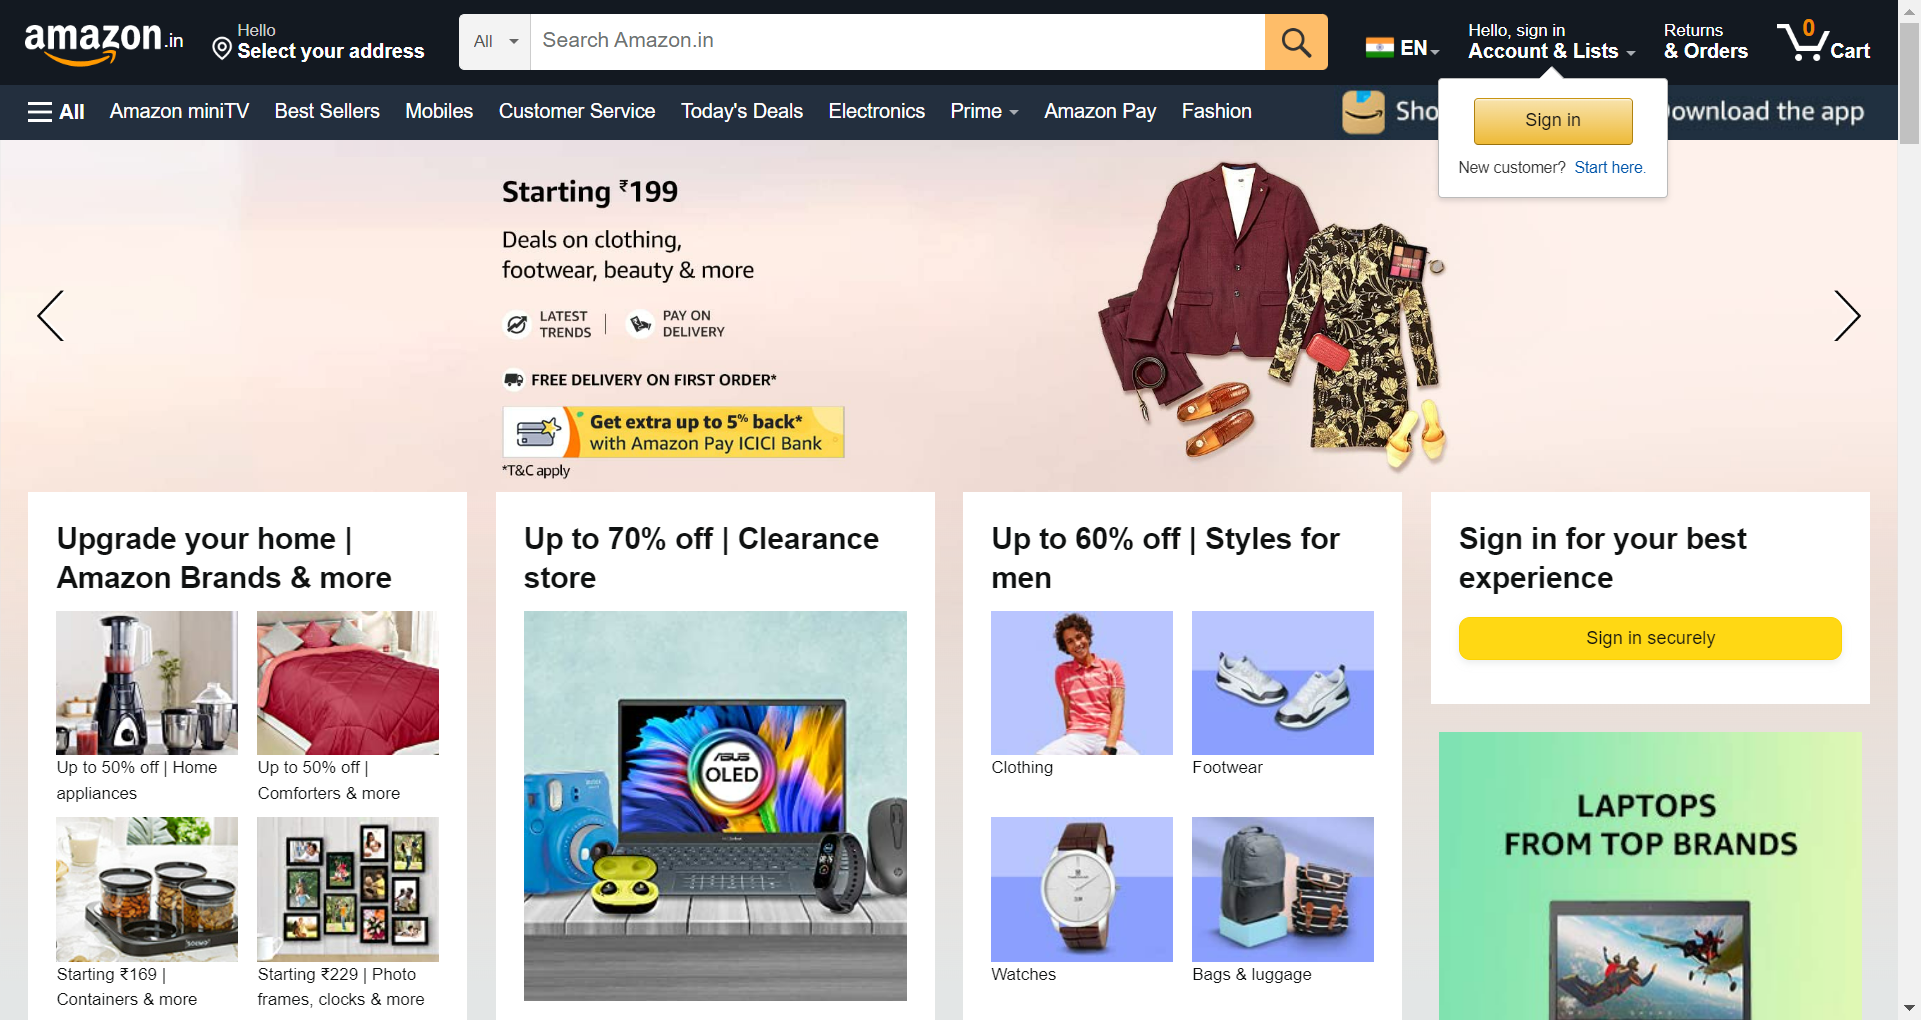 amazon.in
Hello
Select your address
All
Search Amazon.in
EN
Hello, sign in
Account & Lists
Returns
& Orders
0
Cart
All
Amazon miniTV
Best Sellers
Mobiles
Customer Service
Today's Deals
Electronics
Prime
Amazon Pay
Fashion
Sho
ownload the app
Sign in
New customer? Start here.
Starting ₹199
Deals on clothing,
footwear, beauty & more
LATEST
TRENDS
PAY ON
DELIVERY
FREE DELIVERY ON FIRST ORDER*
Get extra up to 5% back*
with Amazon Pay ICICI Bank
*T&C apply
Upgrade your home |
Amazon Brands & more
Up to 50% off | Home
appliances
Up to 50% off |
Comforters & more
Starting ₹169 |
Containers & more
Starting ₹229 | Photo
frames, clocks & more
Up to 70% off | Clearance
store
ASUS
OLED
Up to 60% off | Styles for
men
Clothing
Footwear
Watches
Bags & luggage
Sign in for your best
experience
Sign in securely
LAPTOPS
FROM TOP BRANDS